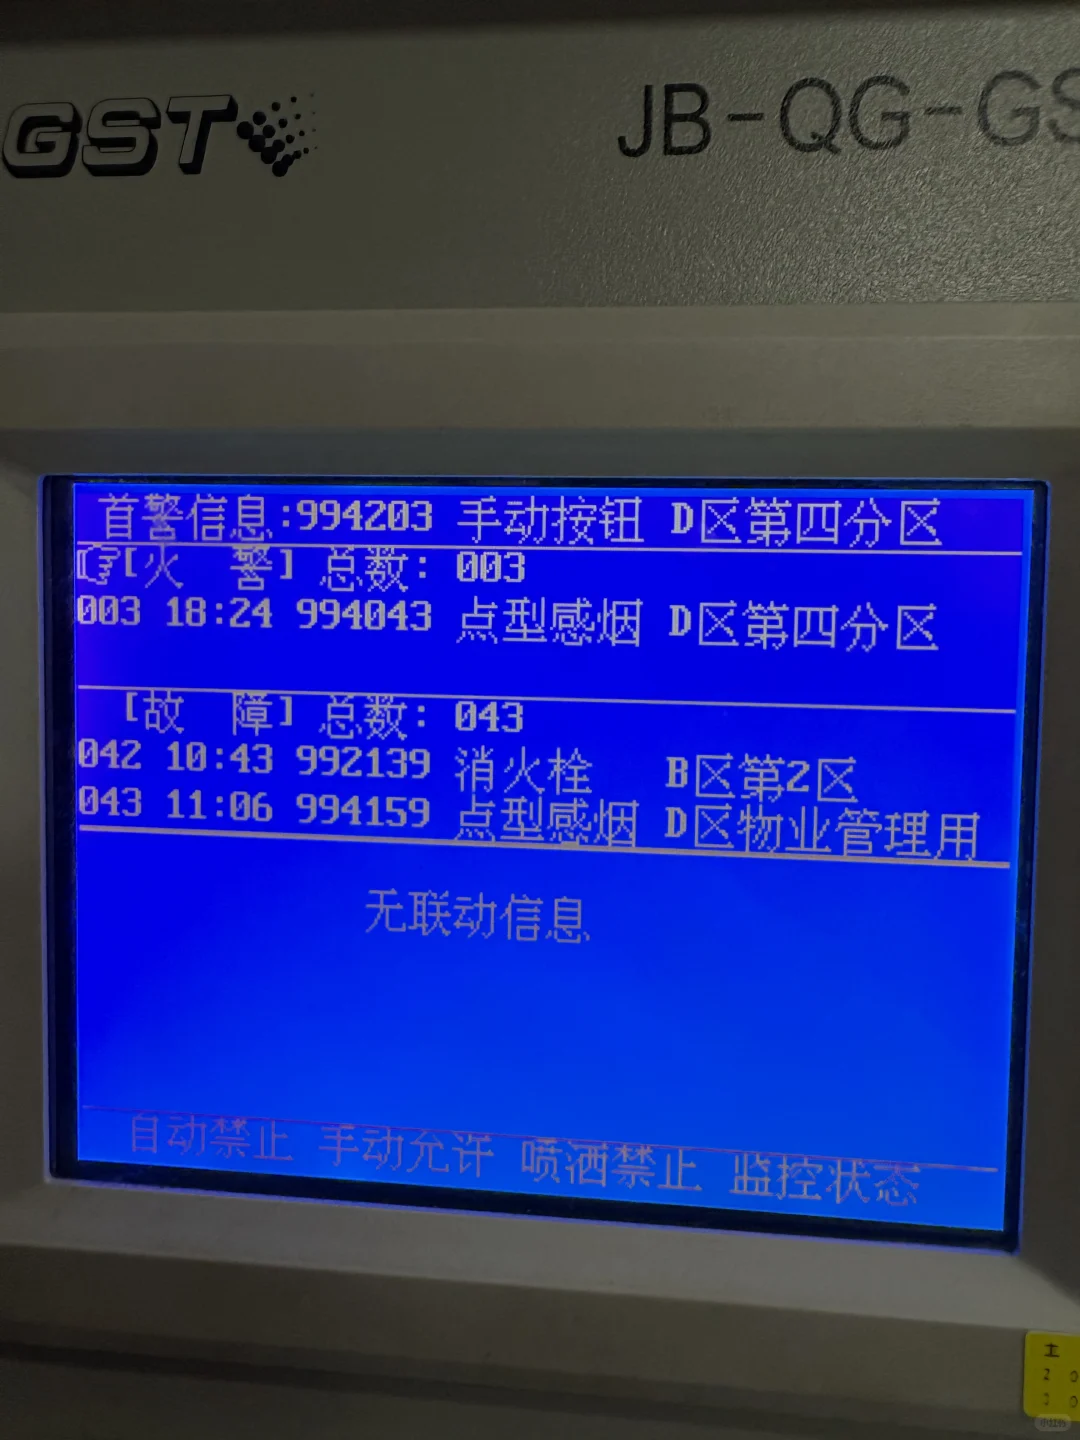 GST
JB-QG-GS
首警信息:994203 手动按钮 D区第四分区
[火 警] 总数: 003
003 18:24 994043 点型感烟 D区第四分区
[故 障] 总数: 043
042 10:43 992139 消火栓 B区第2区
043 11:06 994159 点型感烟 D区物业管理用
无联动信息
自动禁止 手动允许 喷洒禁止 监控状态
主
小红书